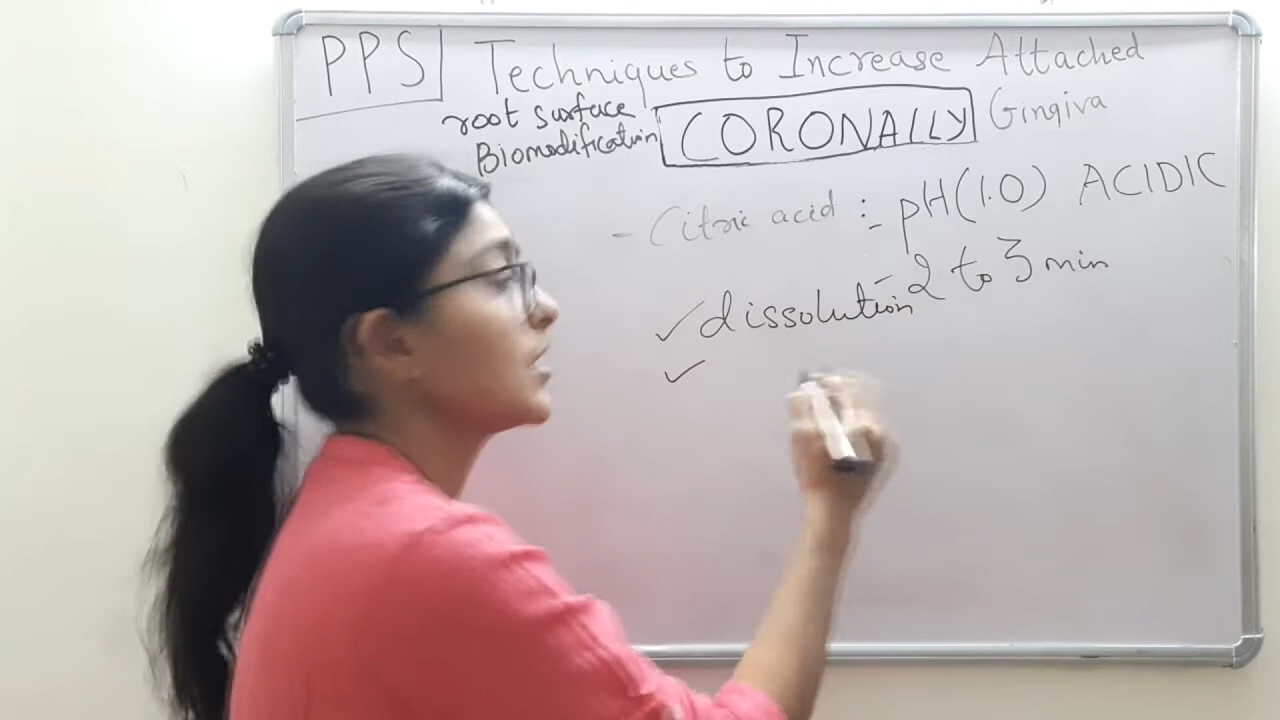 PPS Techniques to Increase Attached
root surface Biomodification CORONALLY Gingiva
- Citric acid :- pH(1.0) ACIDIC
- 2 to 3 min
✓ dissolution
✓